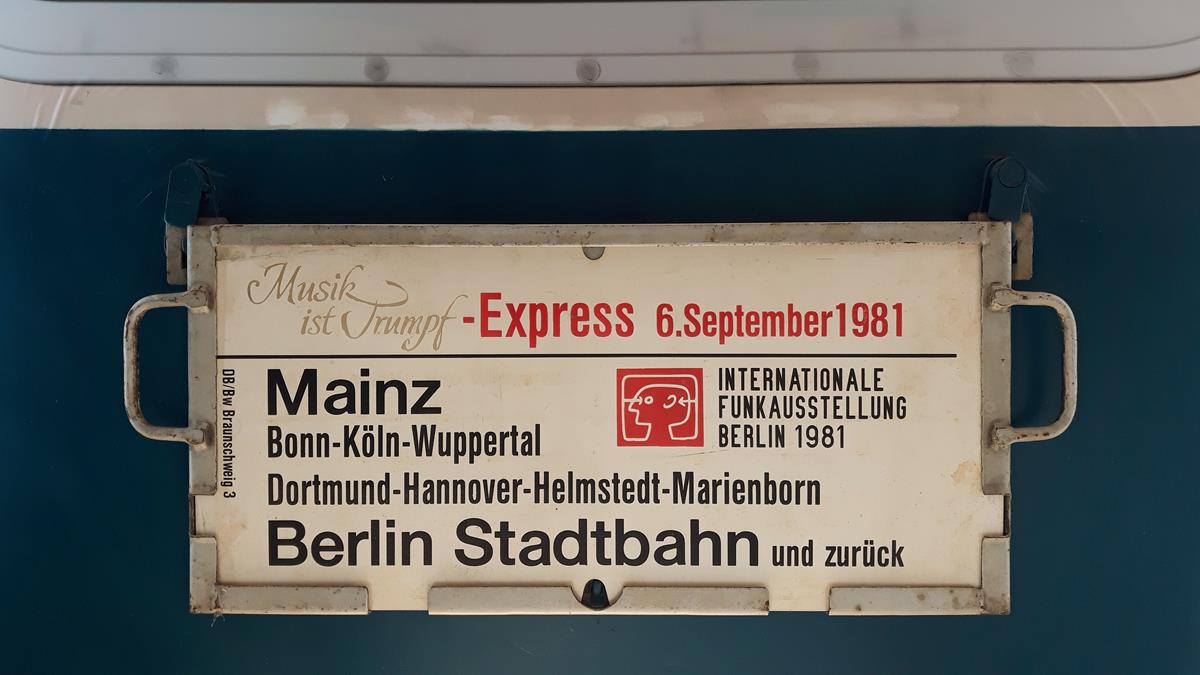 Musik
ist Trumpf -Express 6.September1981
DB/Bw Braunschweig 3
Mainz
Bonn-Köln-Wuppertal
INTERNATIONALE
FUNKAUSSTELLUNG
BERLIN 1981
Dortmund-Hannover-Helmstedt-Marienborn
Berlin Stadtbahn und zurück